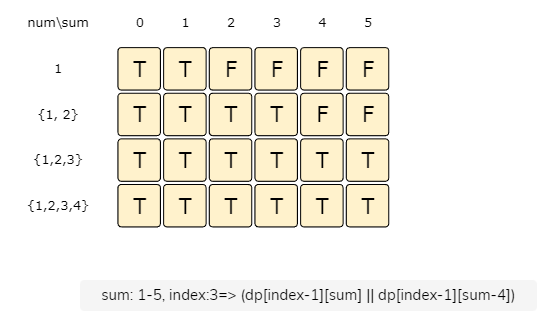 num\sum 0 1 2 3 4 5
1 T T F F F F
{1, 2} T T T T F F
{1,2,3} T T T T T T
{1,2,3,4} T T T T T T
sum: 1-5, index:3=> (dp[index-1][sum] || dp[index-1][sum-4])